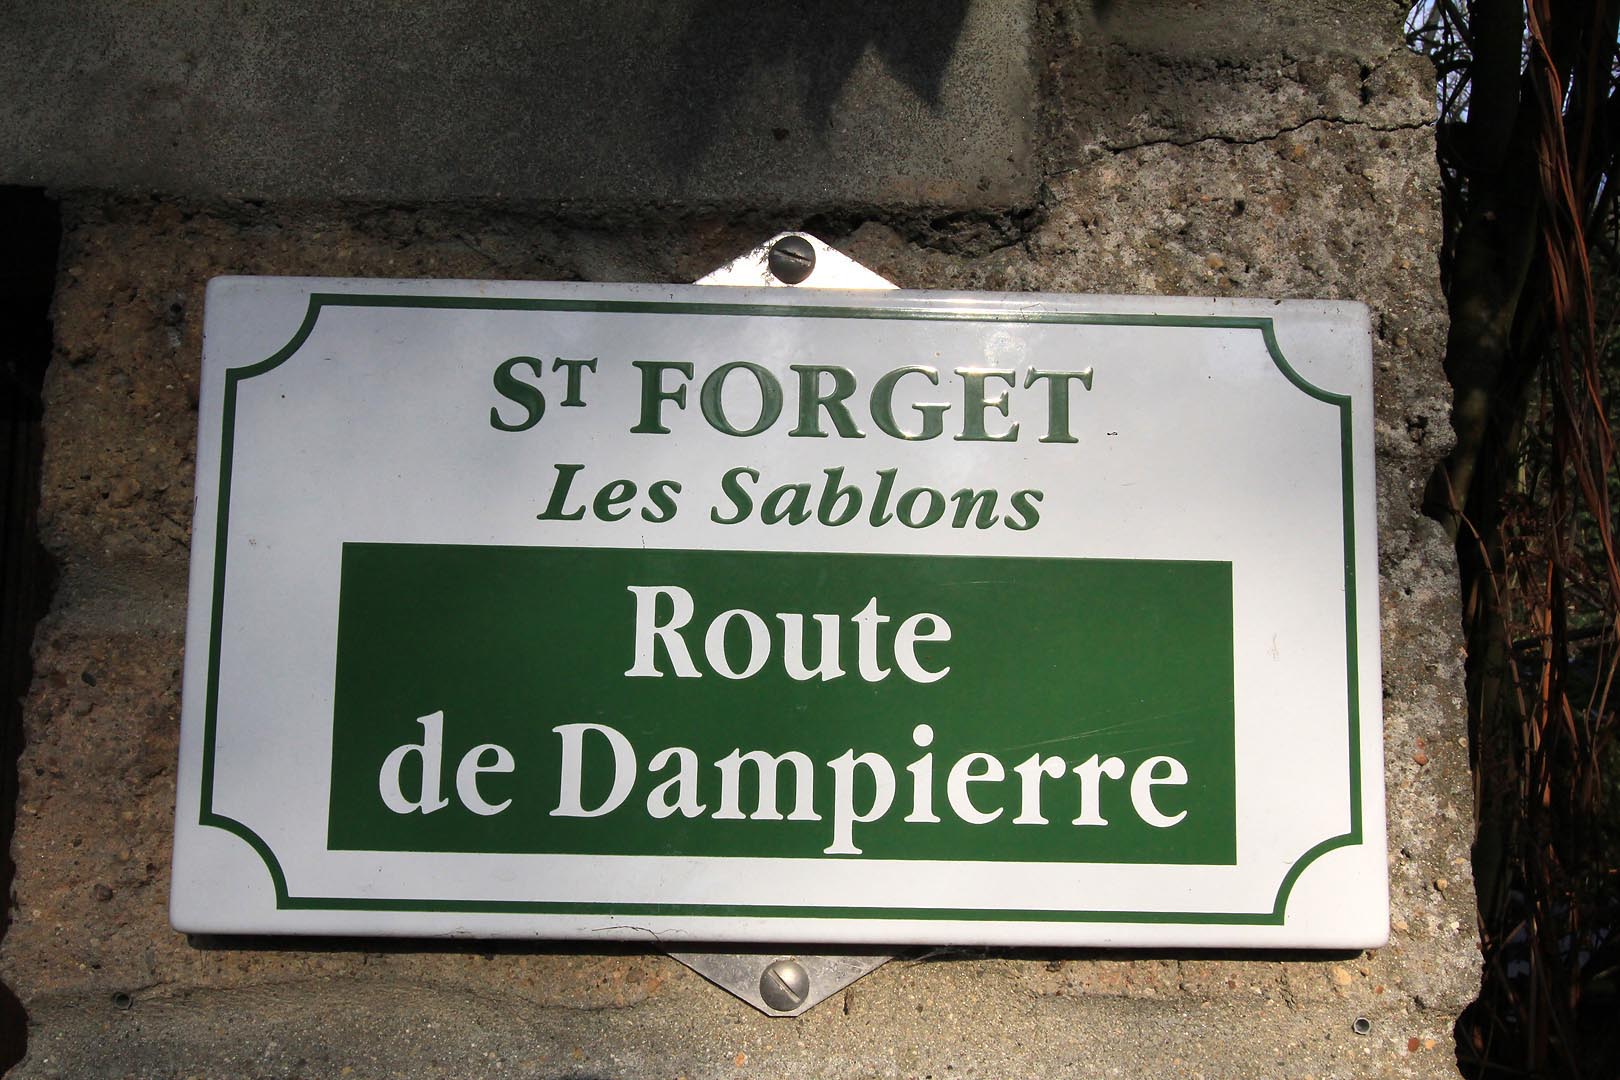 ST FORGET
Les Sablons
Route
de Dampierre